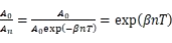 A₀/Aₙ = A₀/(A₀exp(−βnT)) = exp(βnT)